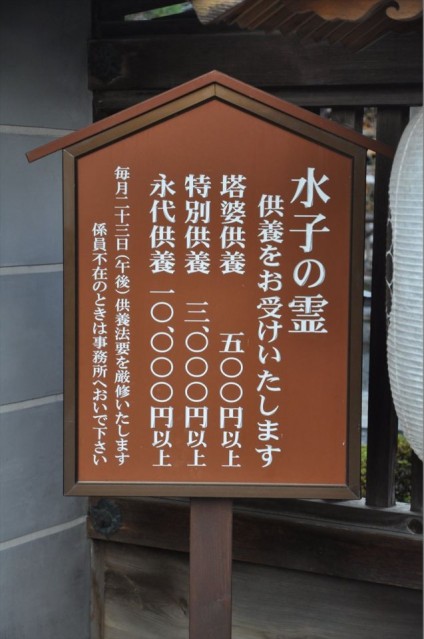 水子の霊
供養をお受けいたします
塔婆供養 五〇〇円以上
特別供養 三、〇〇〇円以上
永代供養 一〇、〇〇〇円以上
毎月二十三日(午後)供養法要を厳修いたします
係員不在のときは事務所へおいで下さい